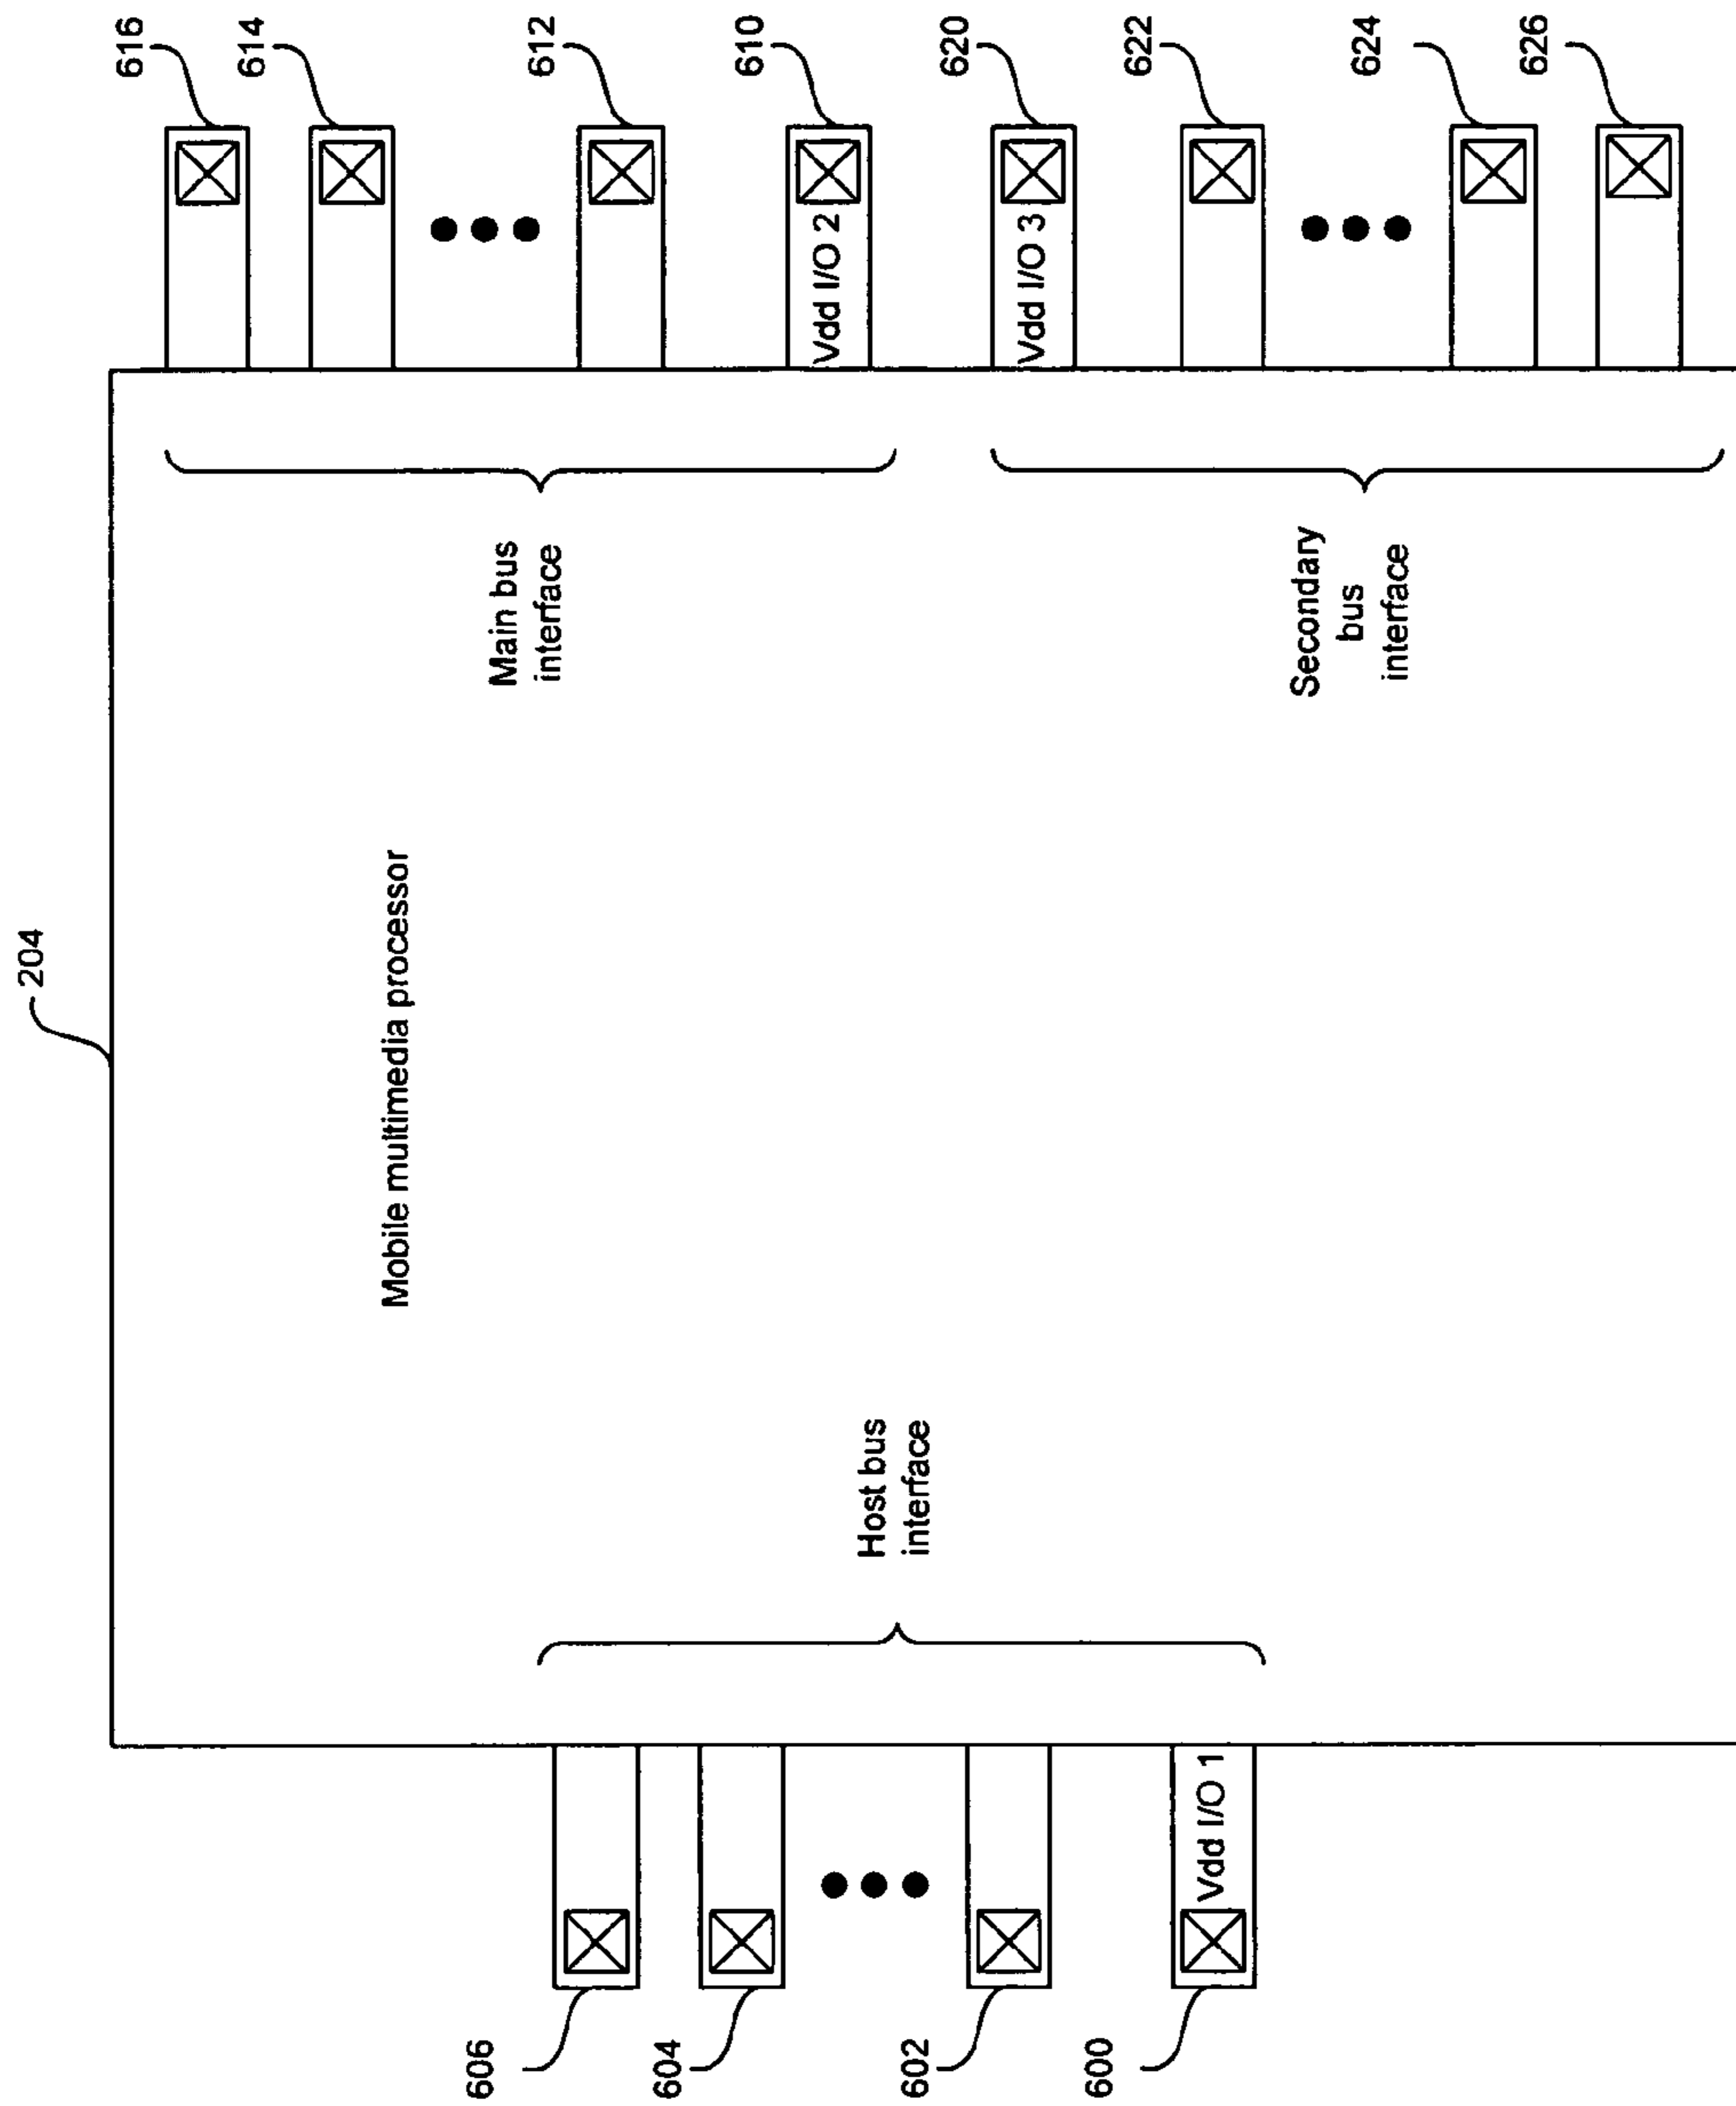 204
Mobile multimedia processor
606
604
602
600
Vdd I/O 1
Host bus
interface
Main bus
interface
Secondary
bus
interface
Vdd I/O 2
Vdd I/O 3
616
614
612
610
620
622
624
626